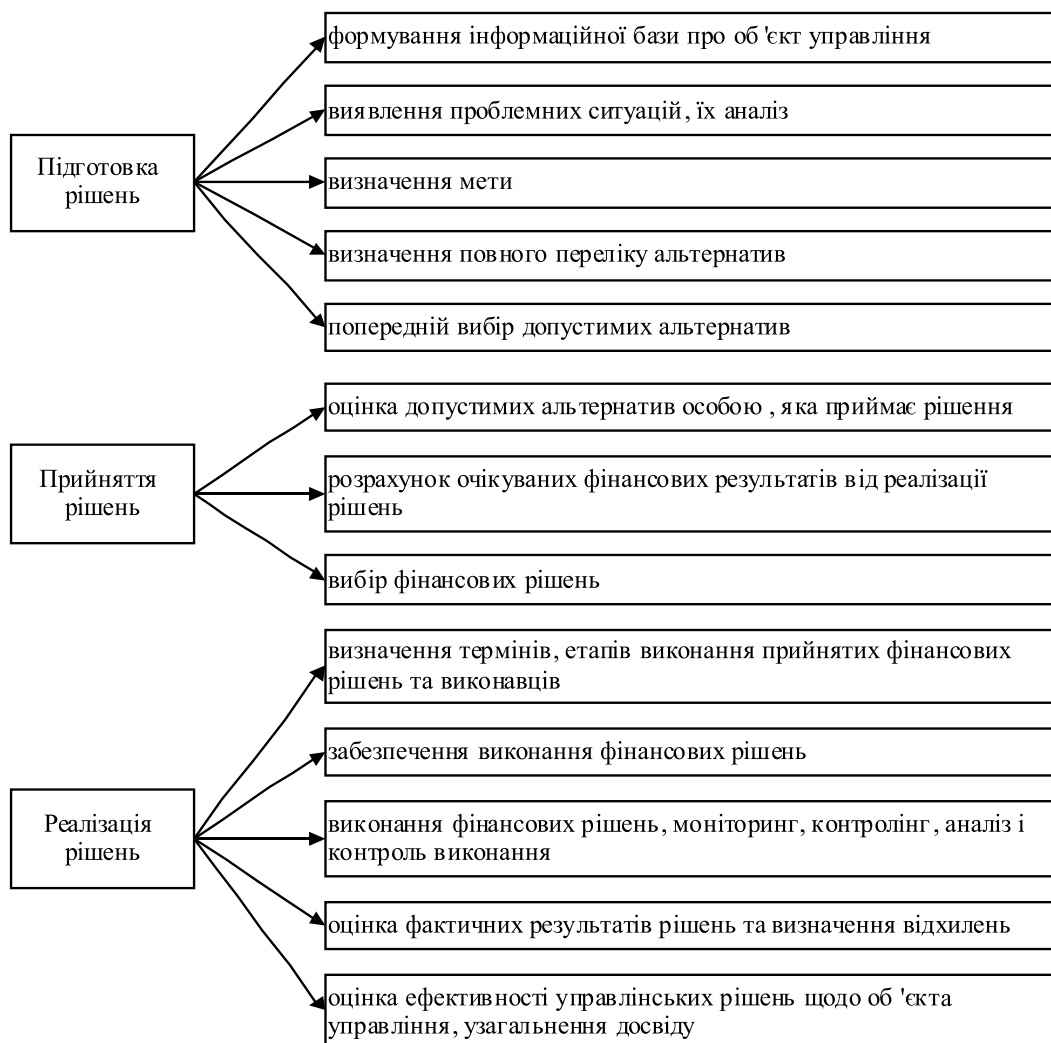 формування інформаційної бази про об 'єкт управління
виявлення проблемних ситуацій, їх аналіз
Підготовка
рішень
визначення мети
визначення повного переліку альтернатив
попередній вибір допустимих альтернатив
оцінка допустимих альтернатив особою , яка приймає рішення
Прийняття
рішень
розрахунок очікуваних фінансових результатів від реалізації
рішень
вибір фінансових рішень
визначення термінів, етапів виконання прийнятих фінансових
рішень та виконавців
забезпечення виконання фінансових рішень
Реалізація
рішень
виконання фінансових рішень, моніторинг, контролінг, аналіз і
контроль виконання
оцінка фактичних результатів рішень та визначення відхилень
оцінка ефективності управлінських рішень щодо об 'єкта
управління, узагальнення досвіду